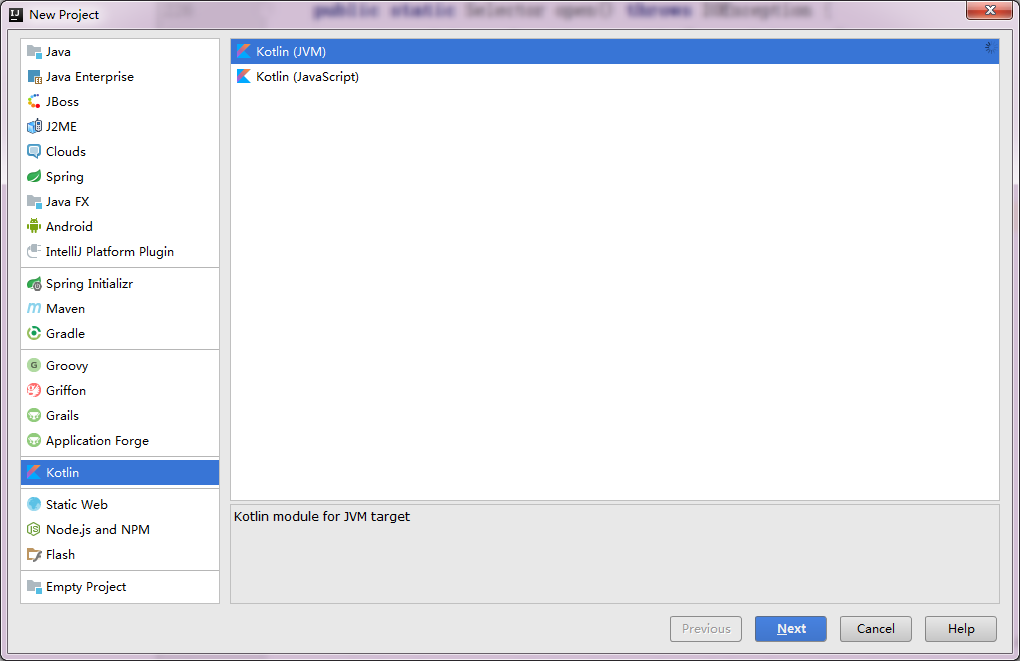 New Project
public static Selector open() throws IOException {
Java
Java Enterprise
JBoss
J2ME
Clouds
Spring
Java FX
Android
IntelliJ Platform Plugin
Spring Initializr
Maven
Gradle
Groovy
Griffon
Grails
Application Forge
Kotlin
Static Web
Node.js and NPM
Flash
Empty Project
Kotlin (JVM)
Kotlin (JavaScript)
Kotlin module for JVM target
Previous
Next
Cancel
Help